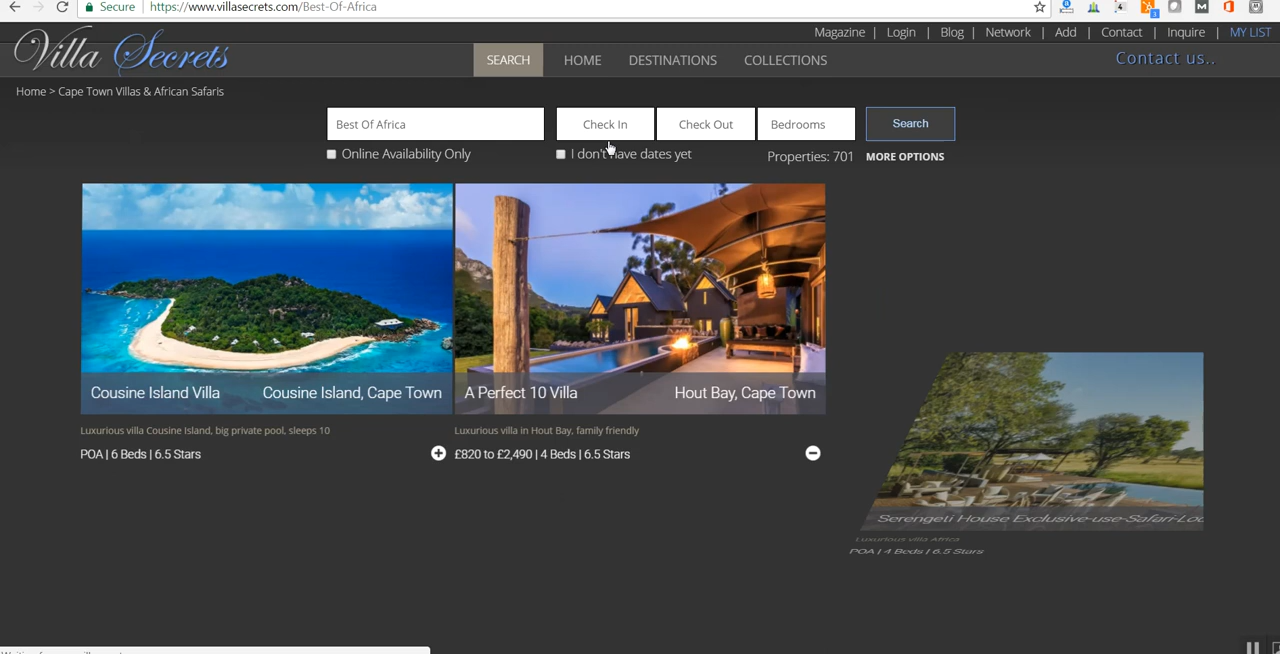 Secure | https://www.villasecrets.com/Best-Of-Africa
Magazine | Login | Blog | Network | Add | Contact | Inquire | MY LIST
Villa Secrets
SEARCH HOME DESTINATIONS COLLECTIONS
Contact us..
Home > Cape Town Villas & African Safaris
Best Of Africa Check In Check Out Bedrooms Search
Online Availability Only I don't have dates yet Properties: 701 MORE OPTIONS
Cousine Island Villa Cousine Island, Cape Town
A Perfect 10 Villa Hout Bay, Cape Town
Luxurious villa Cousine Island, big private pool, sleeps 10
Luxurious villa in Hout Bay, family friendly
POA | 6 Beds | 6.5 Stars
£820 to £2,490 | 4 Beds | 6.5 Stars
Serengeti House Exclusive-use-Safari-Loc
Luxurious villa Africa
POA | 4 Beds | 6.5 Stars